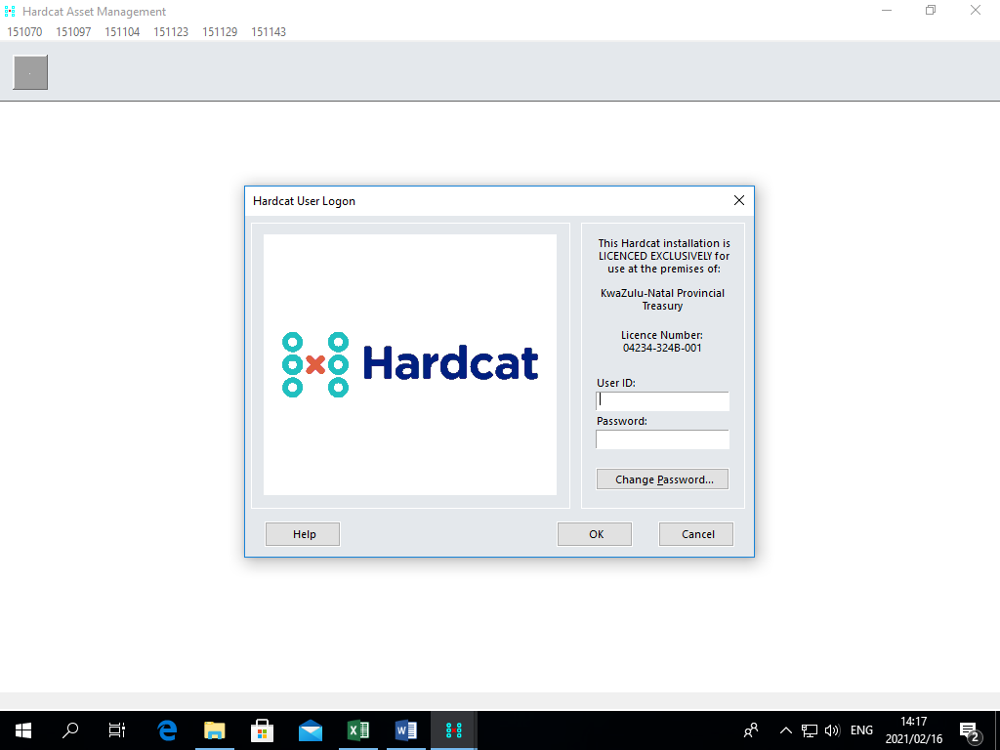 Hardcat Asset Management
151070 151097 151104 151123 151129 151143
Hardcat User Logon
Hardcat
This Hardcat installation is
LICENCED EXCLUSIVELY for
use at the premises of:
KwaZulu-Natal Provincial
Treasury
Licence Number:
04234-324B-001
User ID:
Password:
Change Password...
Help OK Cancel
ENG
14:17
2021/02/16
2